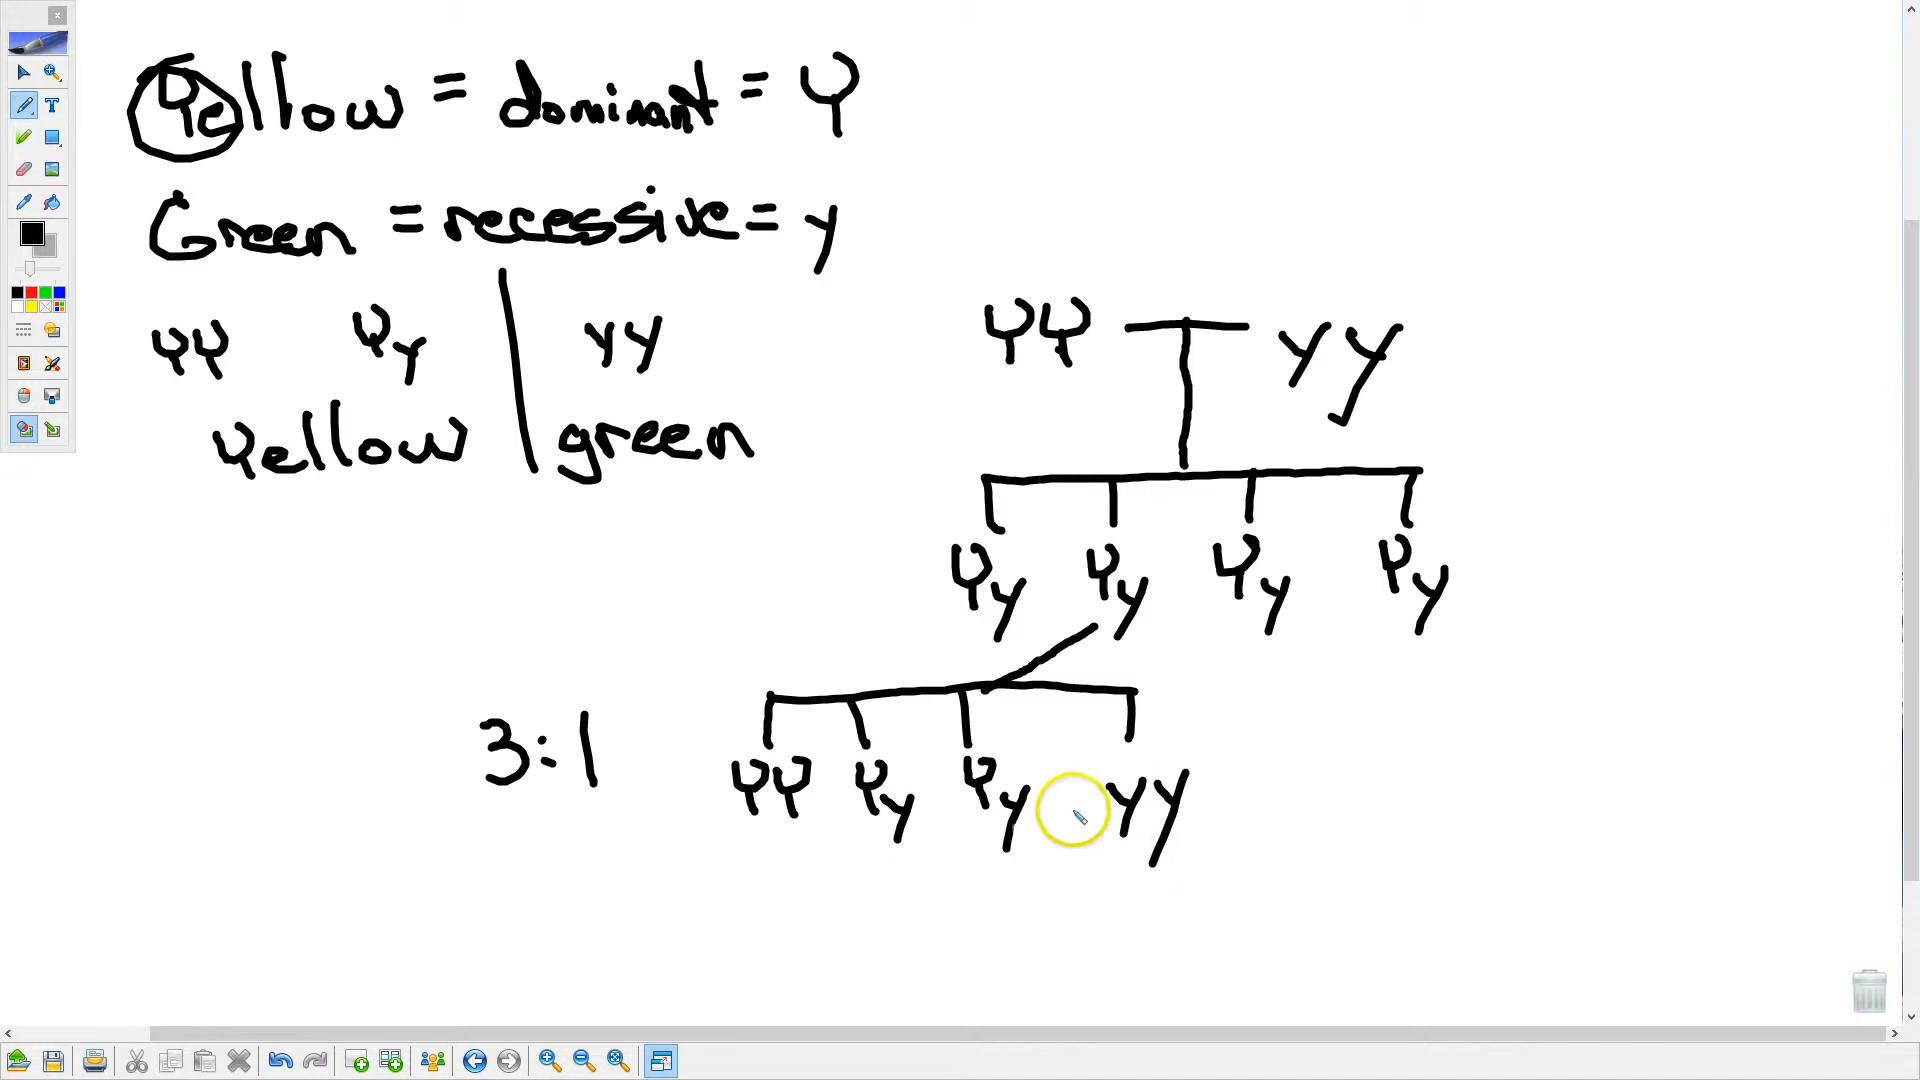 Yellow = dominant = Y
Green = recessive = y
YY Yy yy
Yellow green
YY yy
Yy Yy Yy Yy
3:1
YY Yy Yy yy